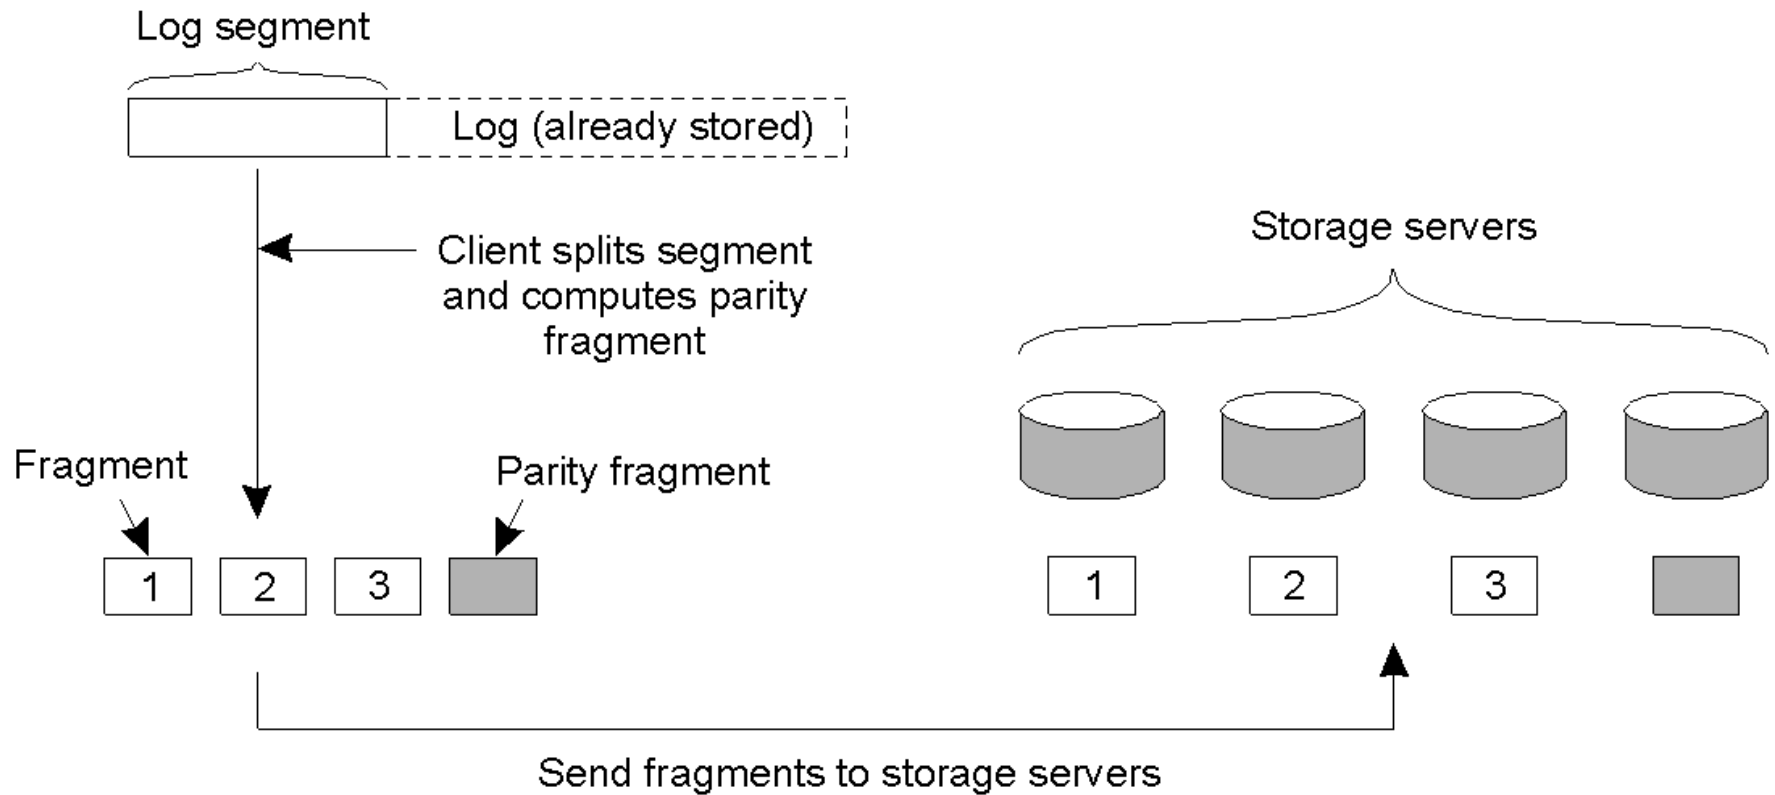 Log segment
Log (already stored)
Client splits segment
and computes parity
fragment
Storage servers
Fragment
Parity fragment
1
2
3
1
2
3
Send fragments to storage servers